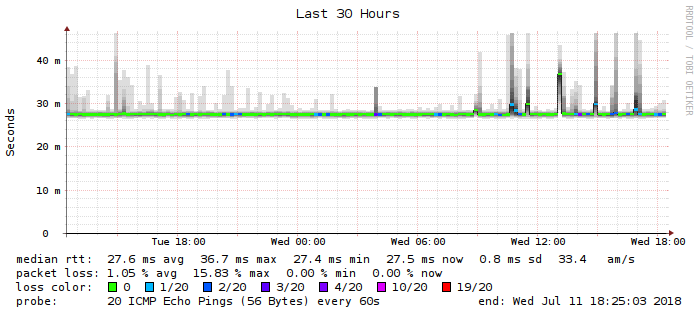 Last 30 Hours
RRDTOOL / TOBI OETIKER
Seconds
40 m
30 m
20 m
10 m
0
Tue 18:00 Wed 00:00 Wed 06:00 Wed 12:00 Wed 18:00
median rtt: 27.6 ms avg 36.7 ms max 27.4 ms min 27.5 ms now 0.8 ms sd 33.4 am/s
packet loss: 1.05 % avg 15.83 % max 0.00 % min 0.00 % now
loss color: 0 1/20 2/20 3/20 4/20 10/20 19/20
probe: 20 ICMP Echo Pings (56 Bytes) every 60s end: Wed Jul 11 18:25:03 2018